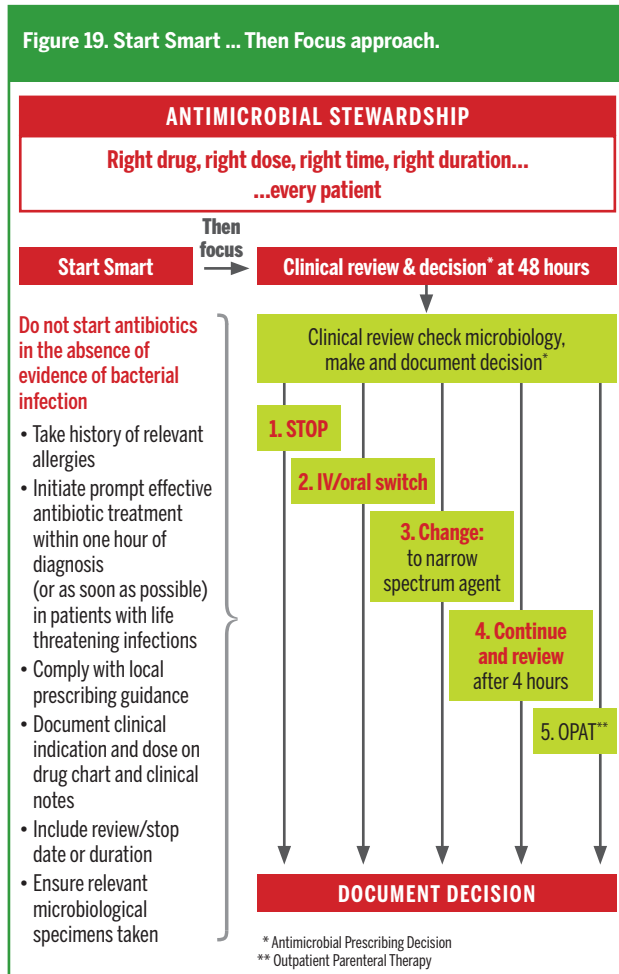 Figure 19. Start Smart ... Then Focus approach.
ANTIMICROBIAL STEWARDSHIP
Right drug, right dose, right time, right duration...
...every patient
Start Smart
Then
focus
Clinical review & decision* at 48 hours
Do not start antibiotics
in the absence of
evidence of bacterial
infection
• Take history of relevant
allergies
• Initiate prompt effective
antibiotic treatment
within one hour of
diagnosis
(or as soon as possible)
in patients with life
threatening infections
• Comply with local
prescribing guidance
• Document clinical
indication and dose on
drug chart and clinical
notes
• Include review/stop
date or duration
• Ensure relevant
microbiological
specimens taken
Clinical review check microbiology,
make and document decision*
1. STOP
2. IV/oral switch
3. Change:
to narrow
spectrum agent
4. Continue
and review
after 4 hours
5. OPAT**
DOCUMENT DECISION
* Antimicrobial Prescribing Decision
** Outpatient Parenteral Therapy